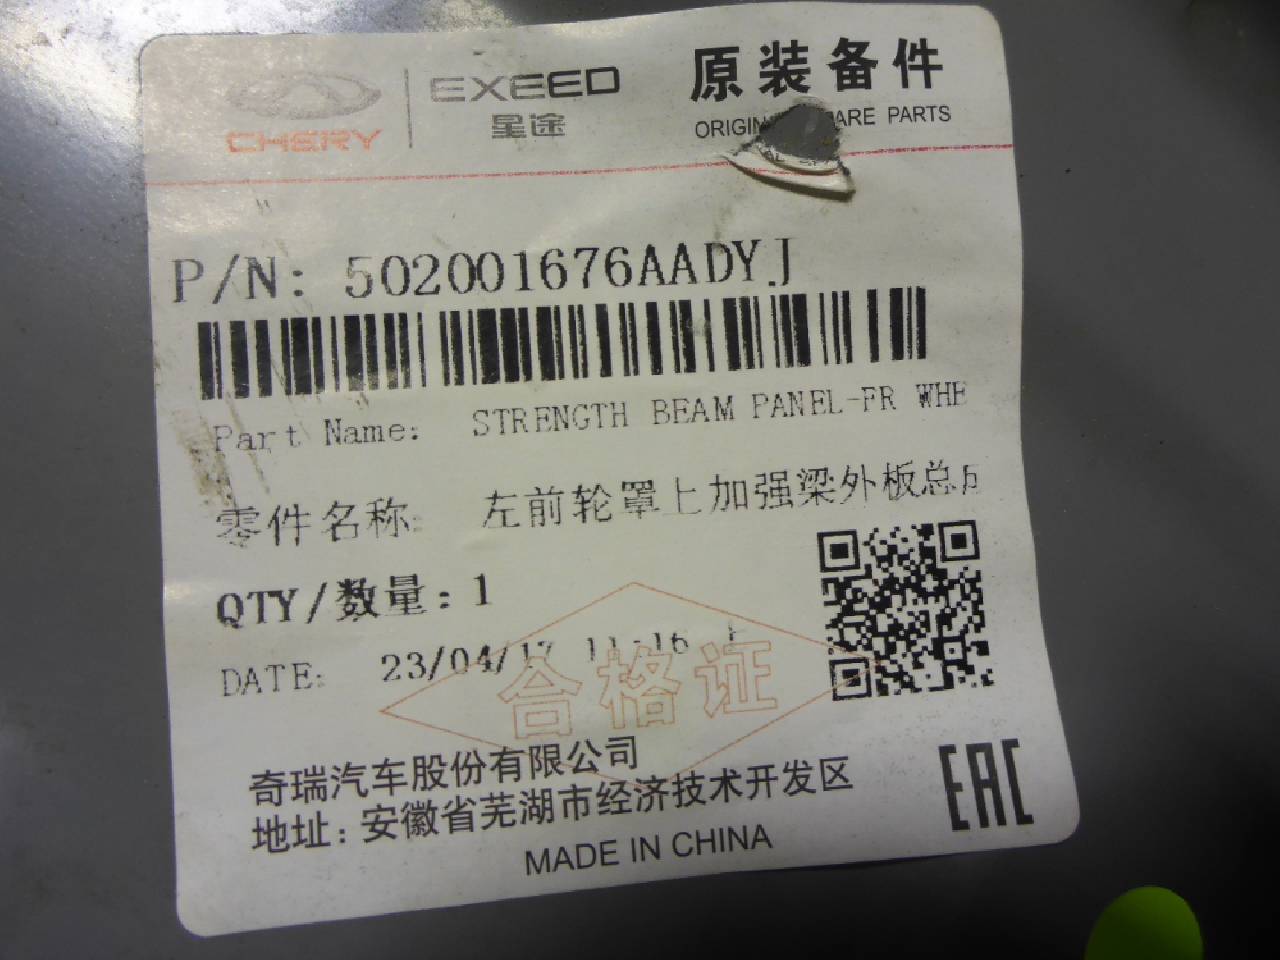 CHERY
EXEED
星途
原装备件
PARTS
P/N: 502001676AADYJ
Part Name: STRENGTH BEAM PANEL-FR WHE
零件名称: 左前轮罩上加强梁外板总
QTY/数量: 1
DATE: 23/04/17 11-16
合格证
奇瑞汽车股份有限公司
地址: 安徽省芜湖市经济技术开发区
MADE IN CHINA
EAC